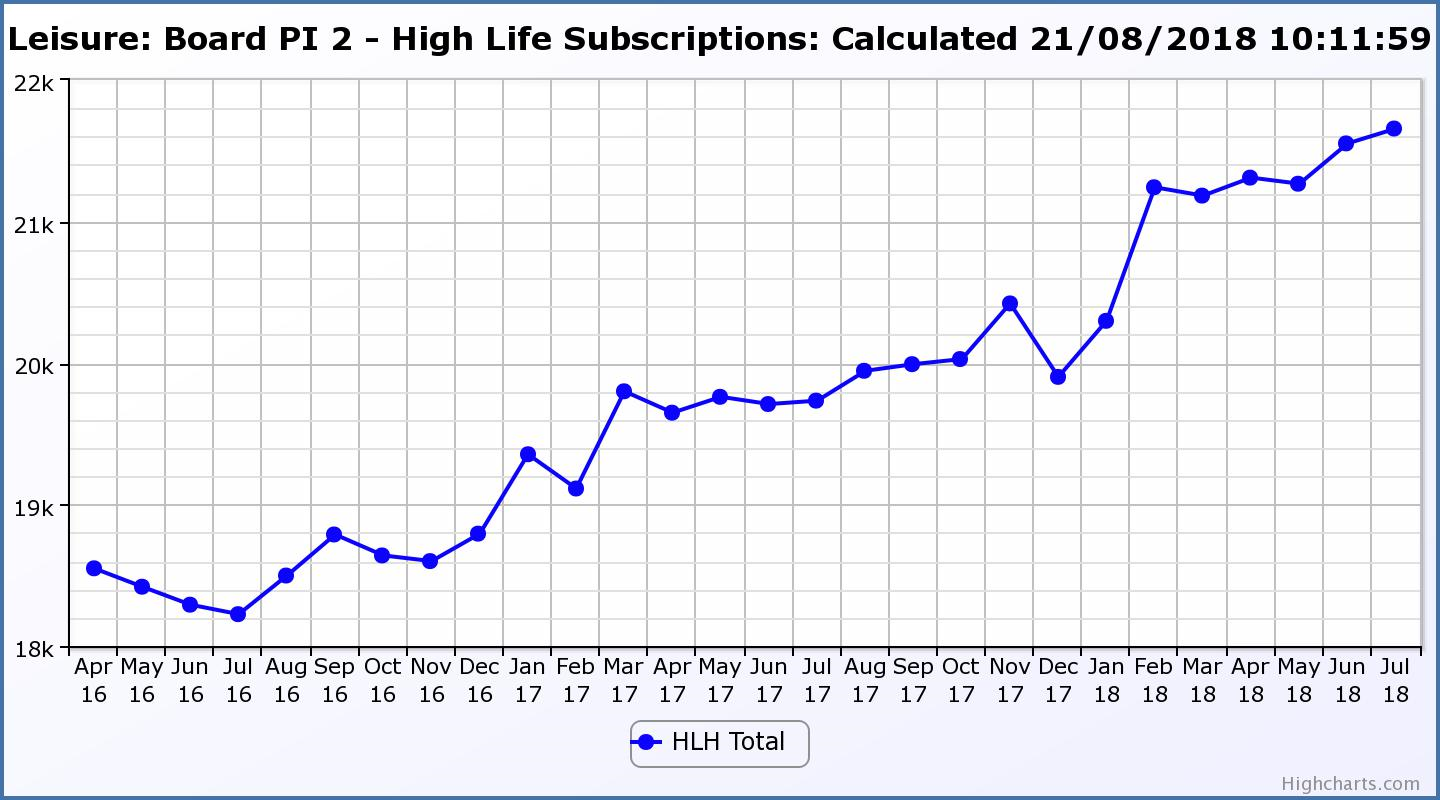 Leisure: Board PI 2 - High Life Subscriptions: Calculated 21/08/2018 10:11:59
22k
21k
20k
19k
18k
Apr May Jun Jul Aug Sep Oct Nov Dec Jan Feb Mar Apr May Jun Jul Aug Sep Oct Nov Dec Jan Feb Mar Apr May Jun Jul
16 16 16 16 16 16 16 16 16 17 17 17 17 17 17 17 17 17 17 17 17 18 18 18 18 18 18 18
HLH Total
Highcharts.com